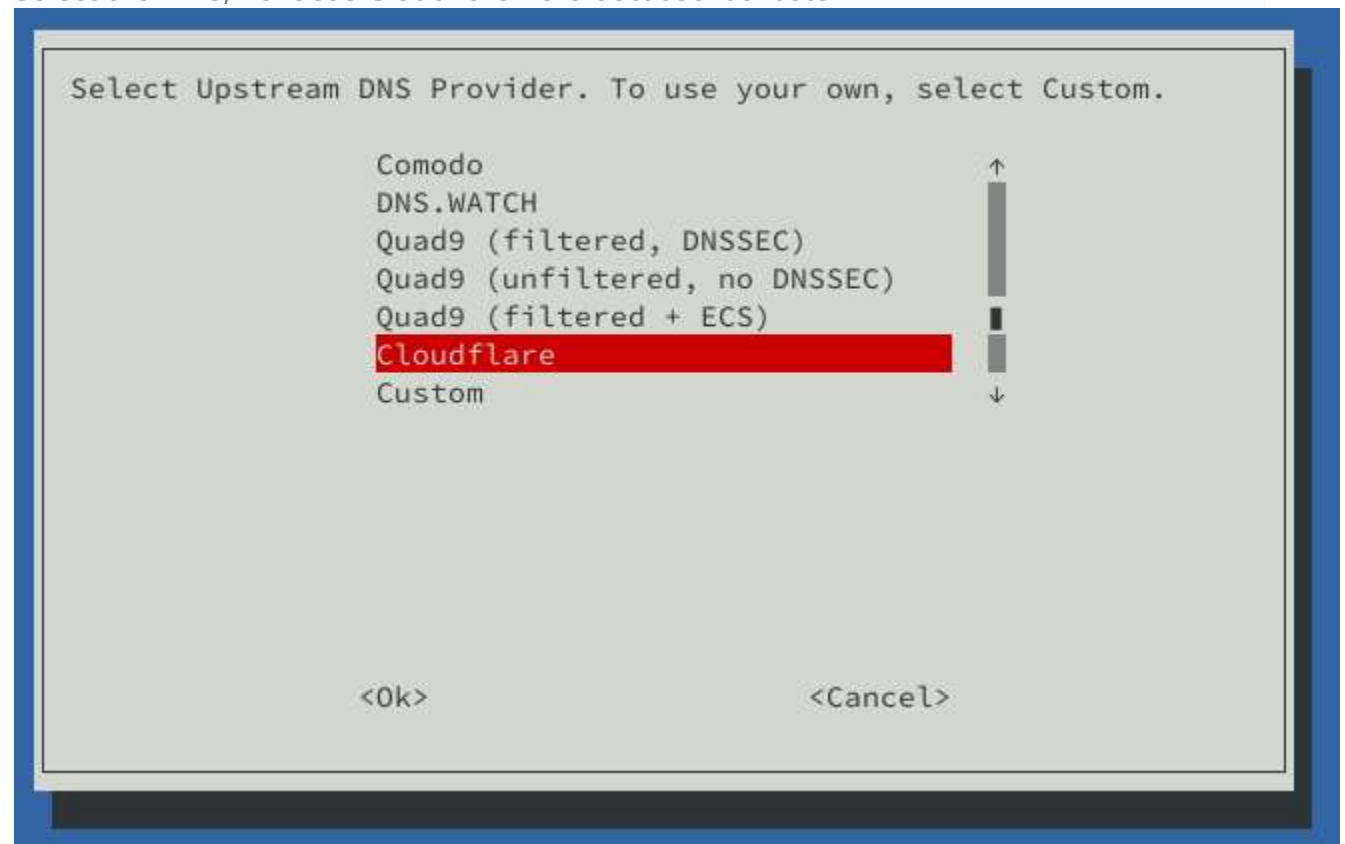 Select Upstream DNS Provider. To use your own, select Custom.
Comodo
↑
DNS.WATCH
Quad9 (filtered, DNSSEC)
Quad9 (unfiltered, no DNSSEC)
Quad9 (filtered + ECS)
Cloudflare
Custom
↓
<Ok>
<Cancel>